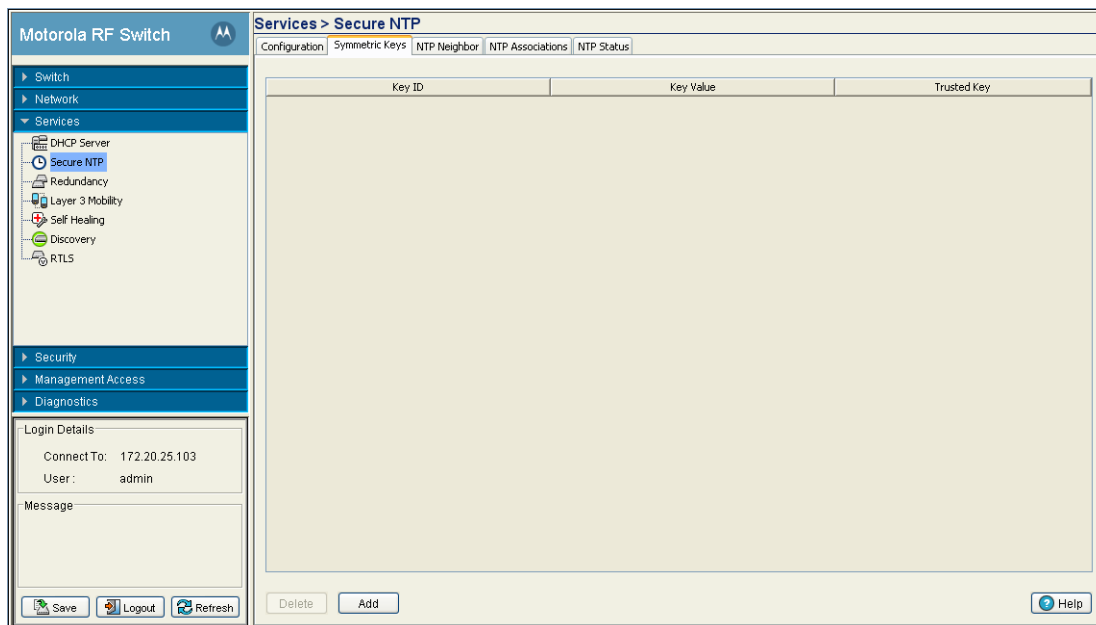 Motorola RF Switch
Switch
Network
Services
DHCP Server
Secure NTP
Redundancy
Layer 3 Mobility
Self Healing
Discovery
RTLS
Security
Management Access
Diagnostics
Login Details
Connect To: 172.20.25.103
User : admin
Message
Save Logout Refresh
Services > Secure NTP
Configuration Symmetric Keys NTP Neighbor NTP Associations NTP Status
Key ID Key Value Trusted Key
Delete Add Help